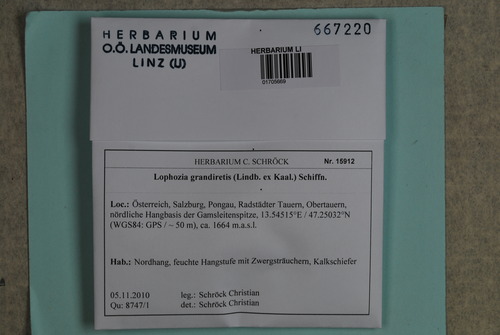 667220
HERBARIUM
O.Ö. LANDESMUSEUM
LINZ (U)
HERBARIUM LI
01705669
HERBARIUM C. SCHRÖCK Nr. 15912
Lophozia grandiretis (Lindb. ex Kaal.) Schiffn.
Loc.: Österreich, Salzburg, Pongau, Radstädter Tauern, Obertauern,
nördliche Hangbasis der Gamsleitenspitze, 13.54515°E / 47.25032°N
(WGS84: GPS / ~ 50 m), ca. 1664 m.a.s.l.
Hab.: Nordhang, feuchte Hangstufe mit Zwergsträuchern, Kalkschiefer
05.11.2010 leg.: Schröck Christian
Qu: 8747/1 det.: Schröck Christian